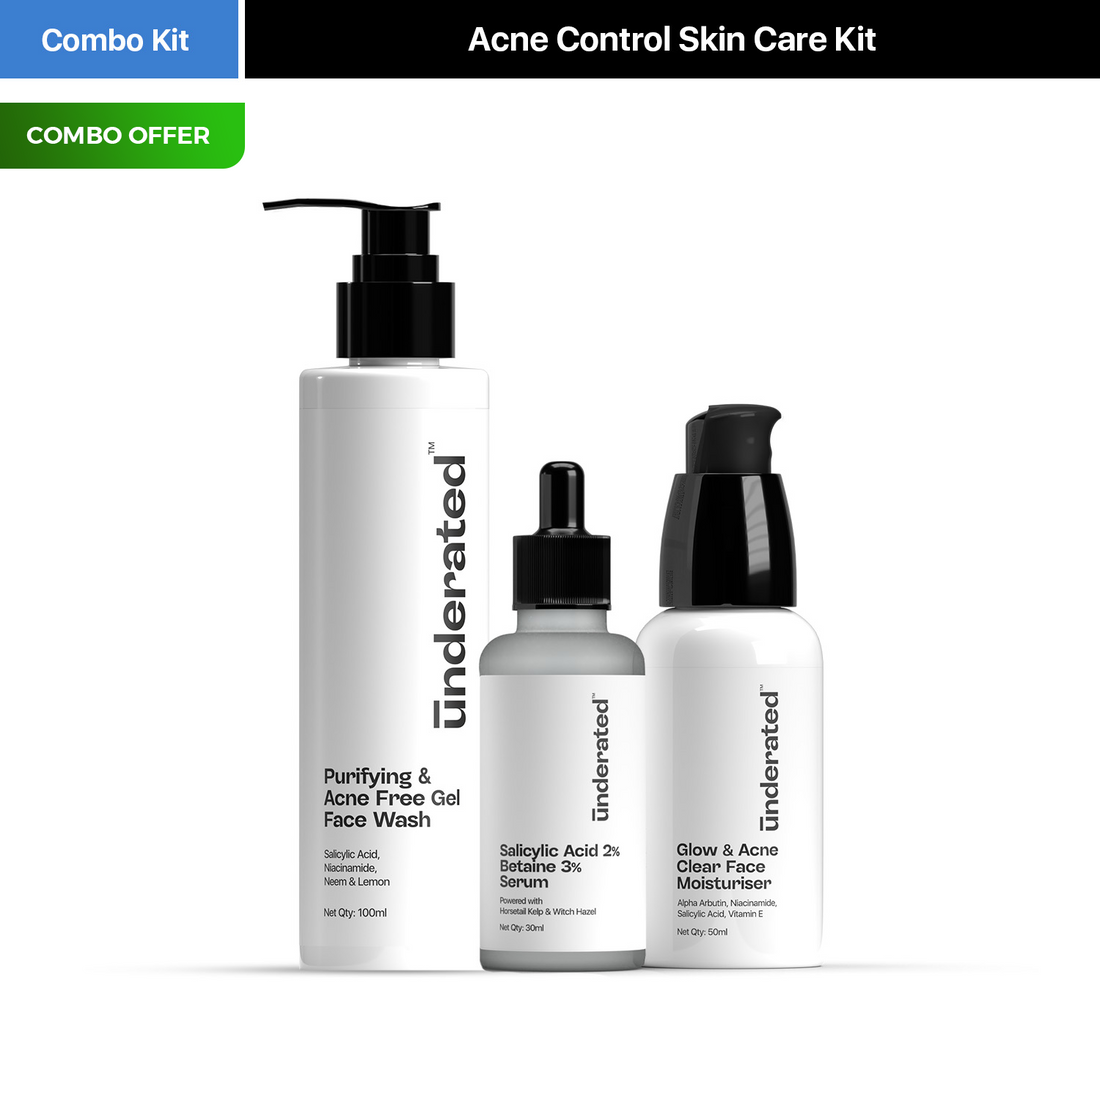 Combo Kit
Acne Control Skin Care Kit
COMBO OFFER
ūnderated™
Purifying &
Acne Free Gel
Face Wash
Salicylic Acid,
Niacinamide,
Neem & Lemon
Net Qty: 100ml
ūnderated™
Salicylic Acid 2%
Betaine 3%
Serum
Powered with
Horsetail Kelp & Witch Hazel
Net Qty: 30ml
ūnderated™
Glow & Acne
Clear Face
Moisturiser
Alpha Arbutin, Niacinamide,
Salicylic Acid, Vitamin E
Net Qty: 50ml